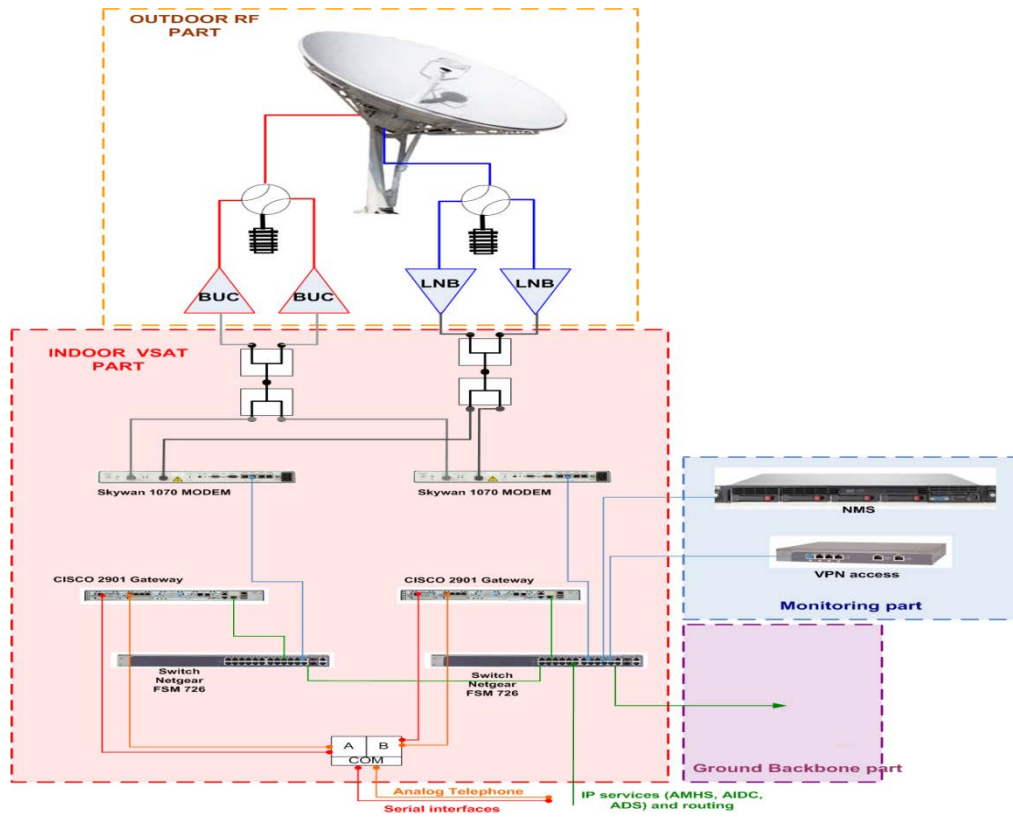 OUTDOOR RF
PART
BUC
BUC
LNB
LNB
INDOOR VSAT
PART
Skywan 1070 MODEM
Skywan 1070 MODEM
NMS
VPN access
Monitoring part
CISCO 2901 Gateway
CISCO 2901 Gateway
Switch
Netgear
FSM 726
Switch
Netgear
FSM 726
A
B
COM
Ground Backbone part
Analog Telephone
Serial interfaces
IP services (AMHS, AIDC,
ADS) and routing